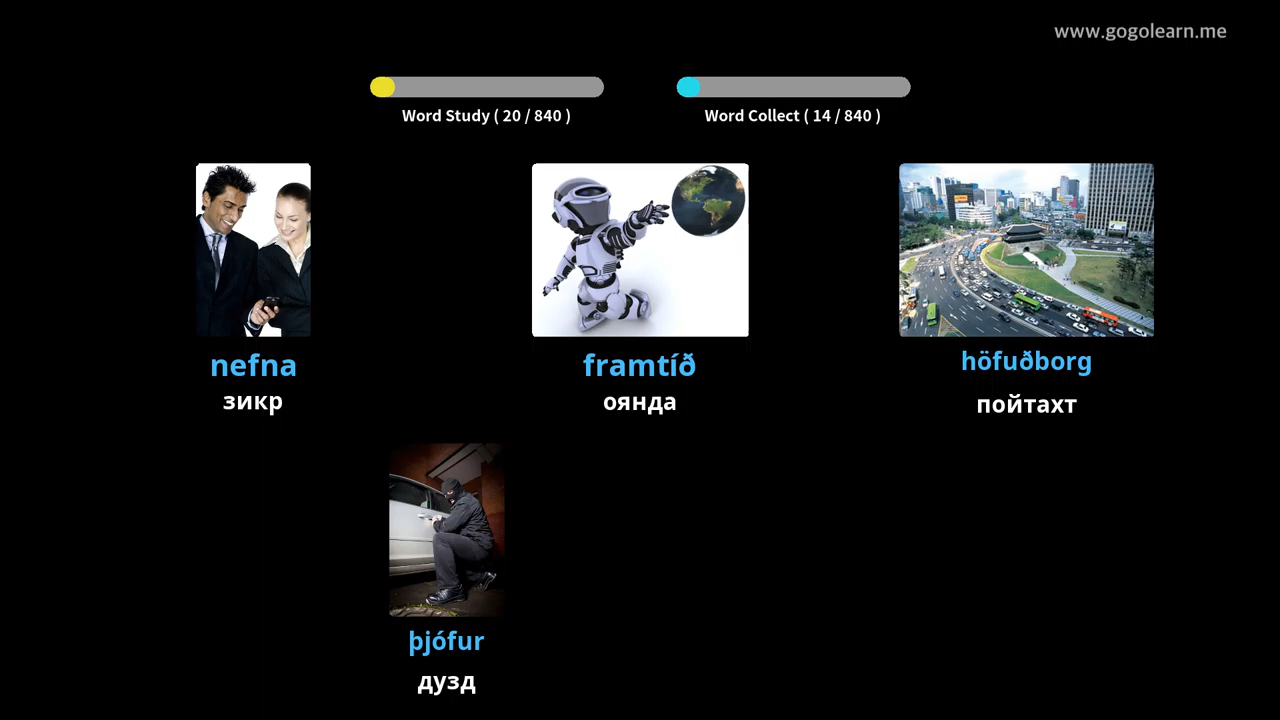 www.gogolearn.me
Word Study ( 20 / 840 )
Word Collect ( 14 / 840 )
nefna
зикр
framtíð
оянда
höfuðborg
пойтахт
þjófur
дузд